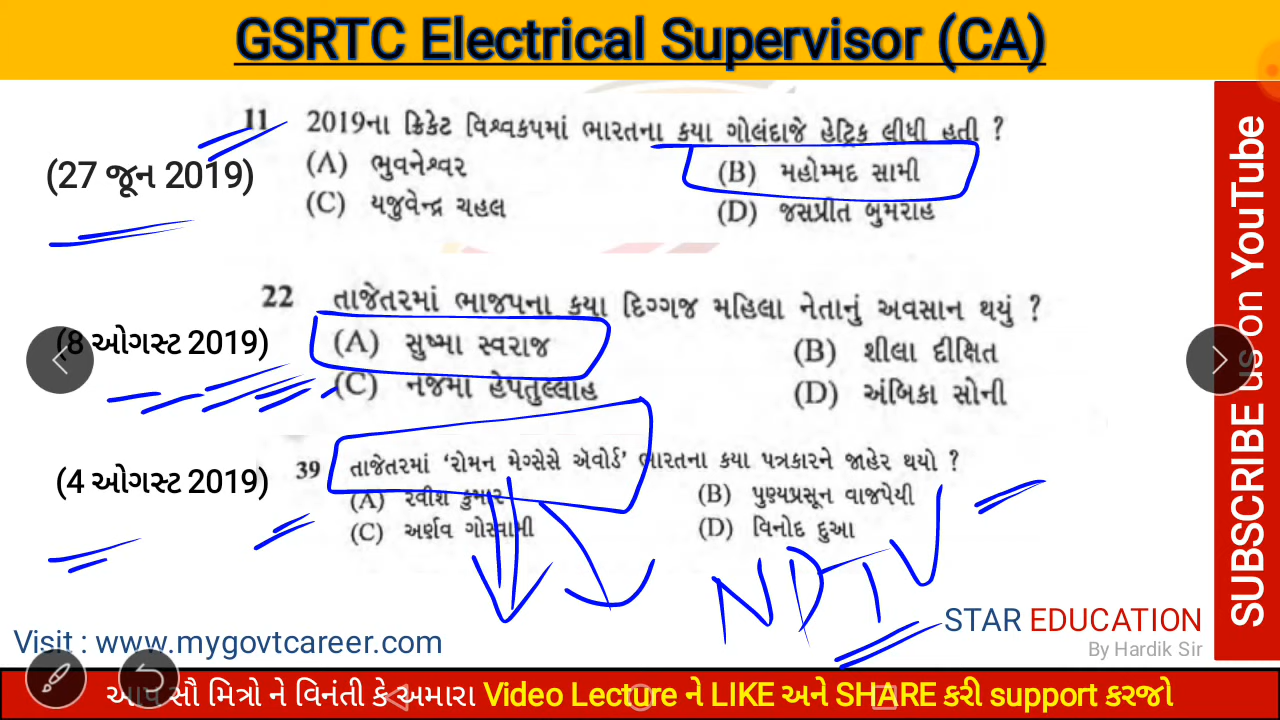 GSRTC Electrical Supervisor (CA)
11 2019ના ક્રિકેટ વિશ્વકપમાં ભારતના કયા ગોલંદાજે હેટ્રિક લીધી હતી ?
(27 જૂન 2019)
(A) ભુવનેશ્વર (B) મહોમ્મદ સામી
(C) યજુવેન્દ્ર ચહલ (D) જસપ્રીત બુમરાહ
22 તાજેતરમાં ભાજપના કયા દિગ્ગજ મહિલા નેતાનું અવસાન થયું ?
(8 ઓગસ્ટ 2019)
(A) સુષ્મા સ્વરાજ (B) શીલા દીક્ષિત
(C) નજમા હેપતુલ્લાહ (D) અંબિકા સોની
39 તાજેતરમાં ‘રોમન મેગ્સેસે ઍવોર્ડ’ ભારતના કયા પત્રકારને જાહેર થયો ?
(4 ઓગસ્ટ 2019)
(A) રવીશ કુમાર (B) પુણ્યપ્રસૂન વાજપેયી
(C) અર્ણવ ગોસ્વામી (D) વિનોદ દુઆ
NDTV
STAR EDUCATION
By Hardik Sir
Visit : www.mygovtcareer.com
આપ સૌ મિત્રો ને વિનંતી કે અમારા Video Lecture ને LIKE અને SHARE કરી support કરજો
SUBSCRIBE us on YouTube